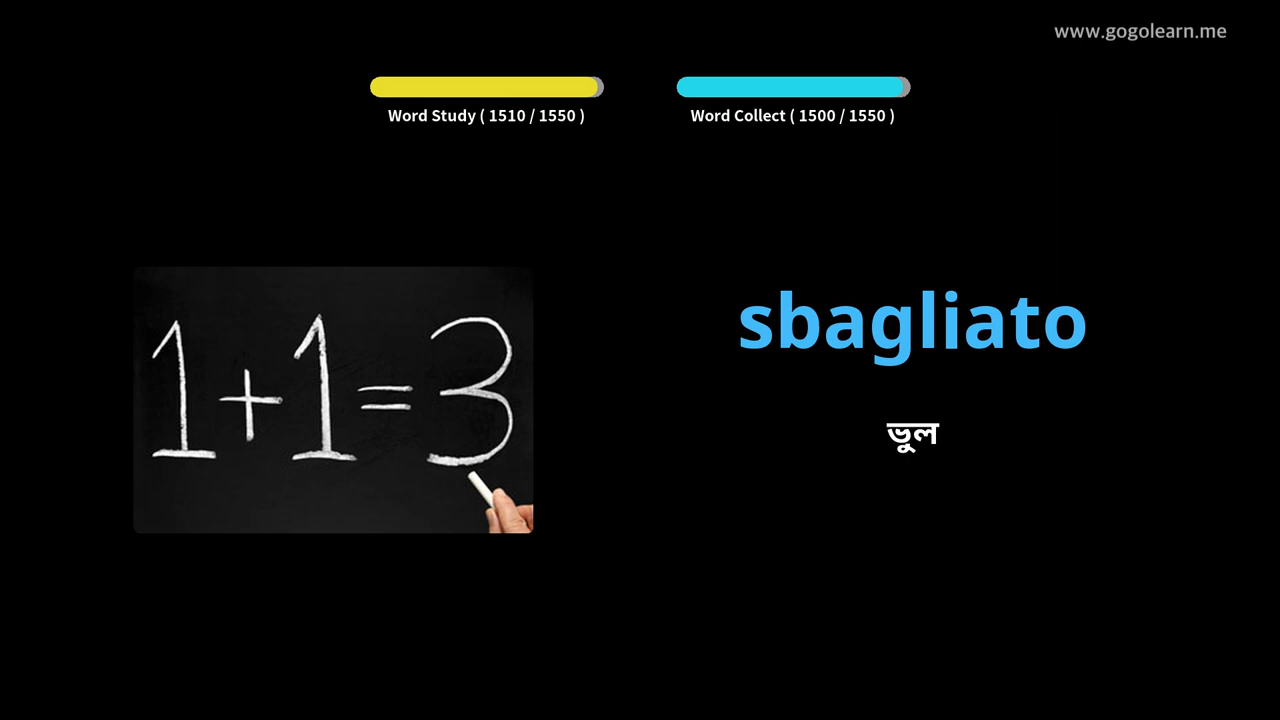 www.gogolearn.me
Word Study ( 1510 / 1550 )
Word Collect ( 1500 / 1550 )
1+1=3
sbagliato
ভুল